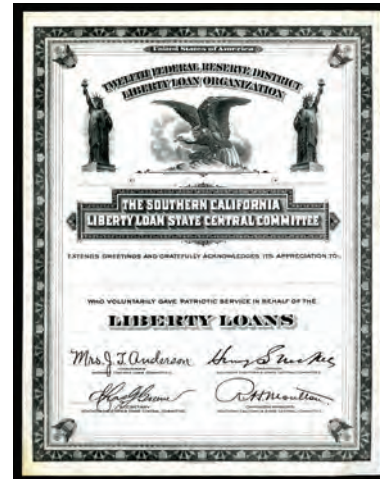 United States of America
TWELFTH FEDERAL RESERVE DISTRICT
LIBERTY LOAN ORGANIZATION
THE SOUTHERN CALIFORNIA
LIBERTY LOAN STATE CENTRAL COMMITTEE
EXTENDS GREETINGS AND GRATEFULLY ACKNOWLEDGES ITS APPRECIATION TO:
WHO VOLUNTARILY GAVE PATRIOTIC SERVICE IN BEHALF OF THE
LIBERTY LOANS
Mrs. J. T. Anderson Henry S.
R. H. Moulton